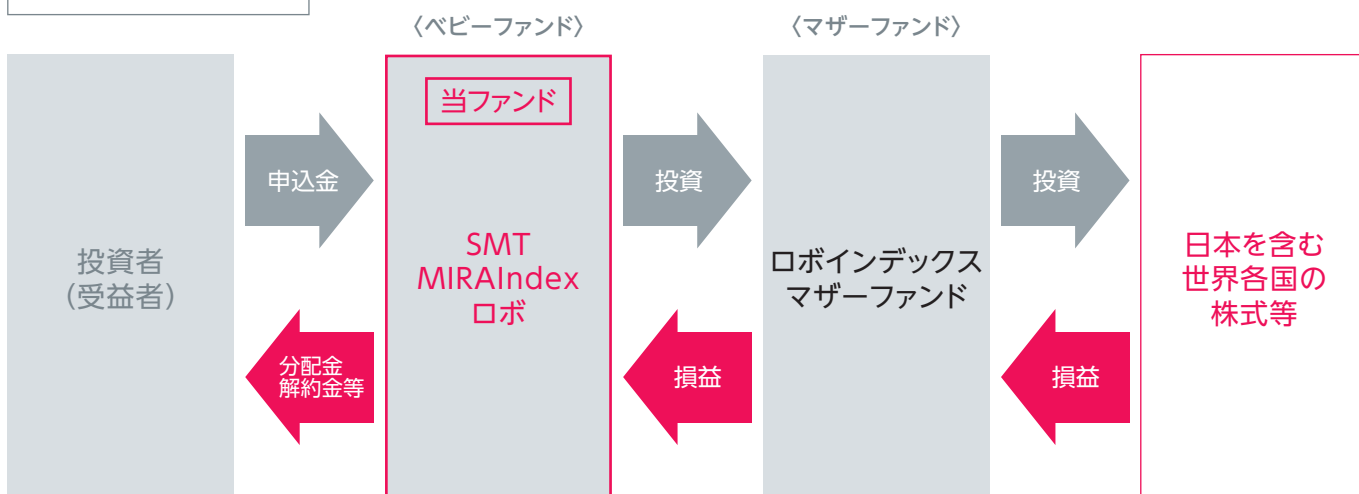 〈ベビーファンド〉
〈マザーファンド〉
投資者
(受益者)
申込金
分配金
解約金等
当ファンド
SMT
MIRAIndex
ロボ
投資
損益
ロボインデックス
マザーファンド
投資
損益
日本を含む
世界各国の
株式等